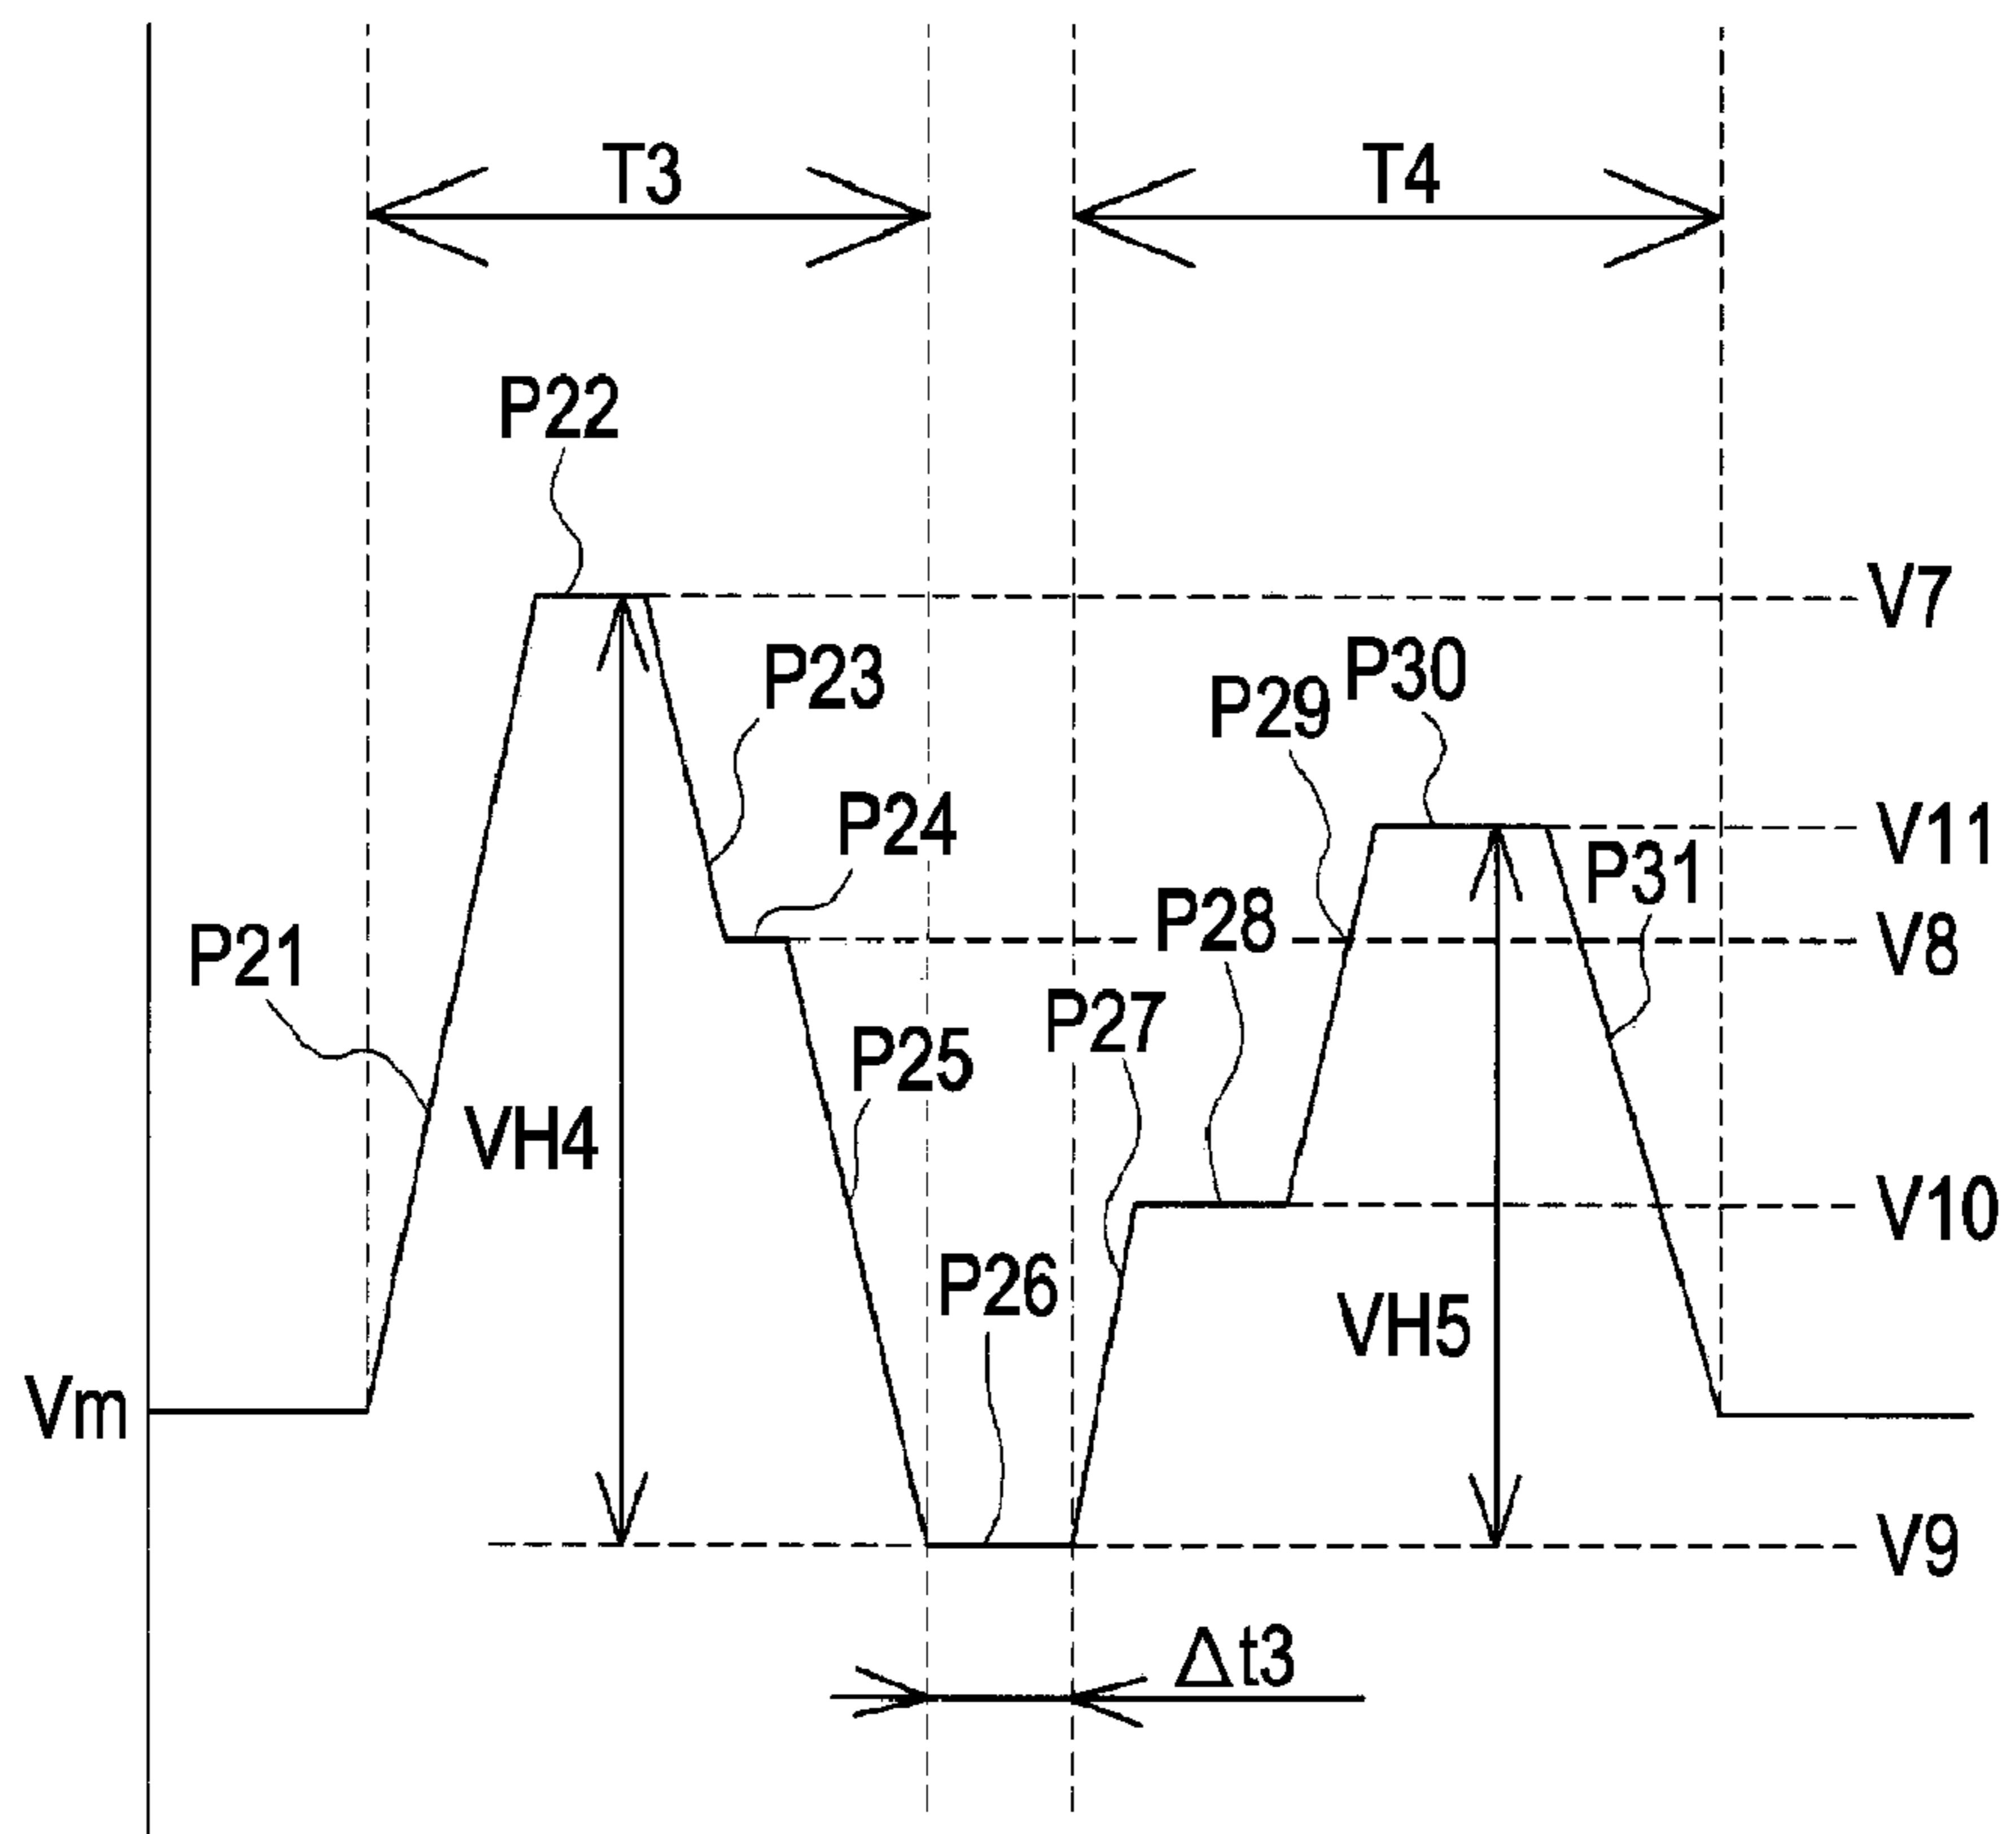 T3
T4
P22
V7
P30
P23
P29
P24
V11
P31
P28
V8
P21
P27
P25
VH4
V10
P26
VH5
Vm
V9
Δt3